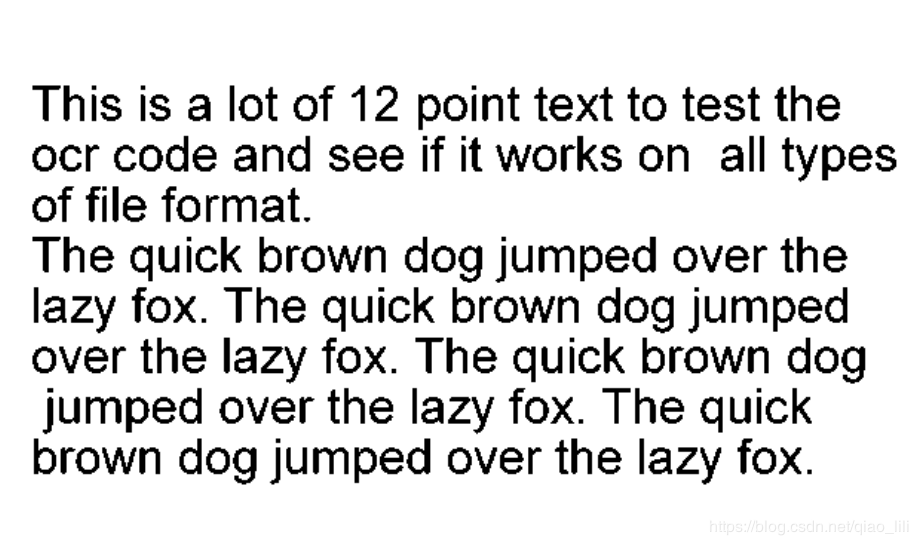 This is a lot of 12 point text to test the
ocr code and see if it works on  all types
of file format.
The quick brown dog jumped over the
lazy fox. The quick brown dog jumped
over the lazy fox. The quick brown dog
jumped over the lazy fox. The quick
brown dog jumped over the lazy fox.
https://blog.csdn.net/qiao_lili